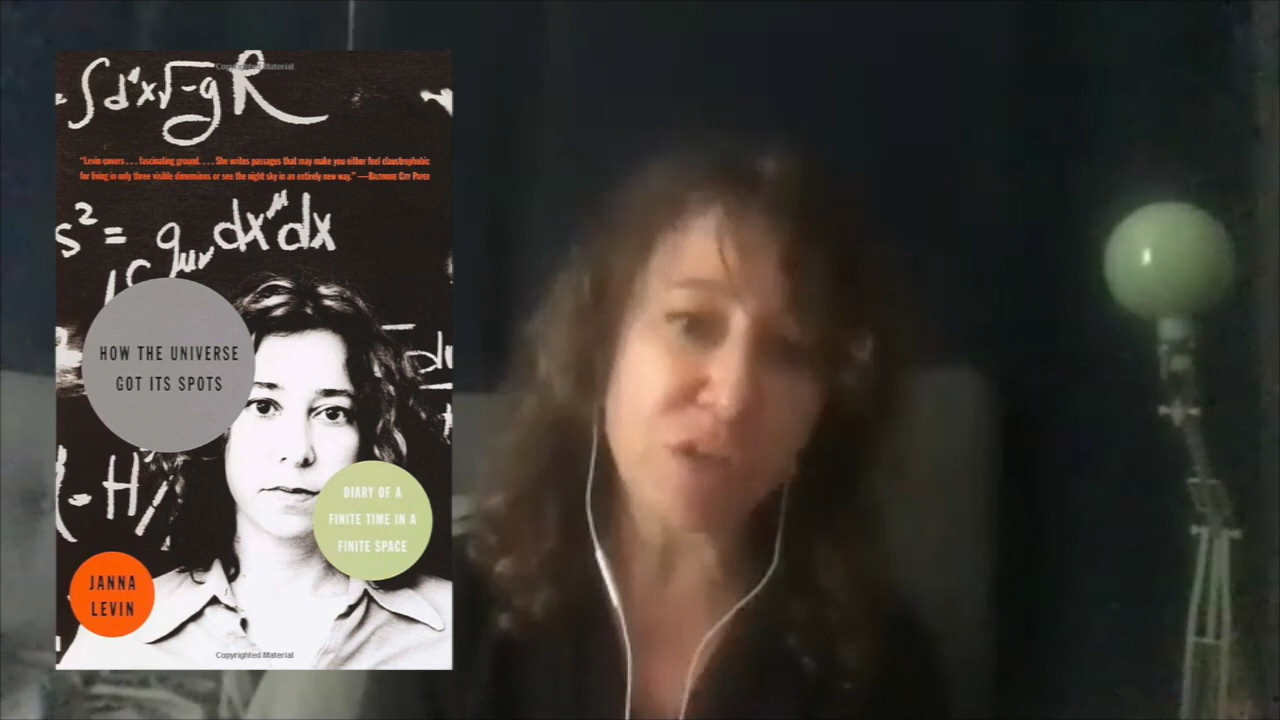 Copyrighted Material
∫d⁴x√-g R
"Levin covers . . . fascinating ground. . . . She writes passages that may make you either feel claustrophobic
for living in only three visible dimensions or see the night sky in an entirely new way." —BALTIMORE CITY PAPER
s² = gμν dxᵘ dx
HOW THE UNIVERSE
GOT ITS SPOTS
DIARY OF A
FINITE TIME IN A
FINITE SPACE
JANNA
LEVIN
Copyrighted Material